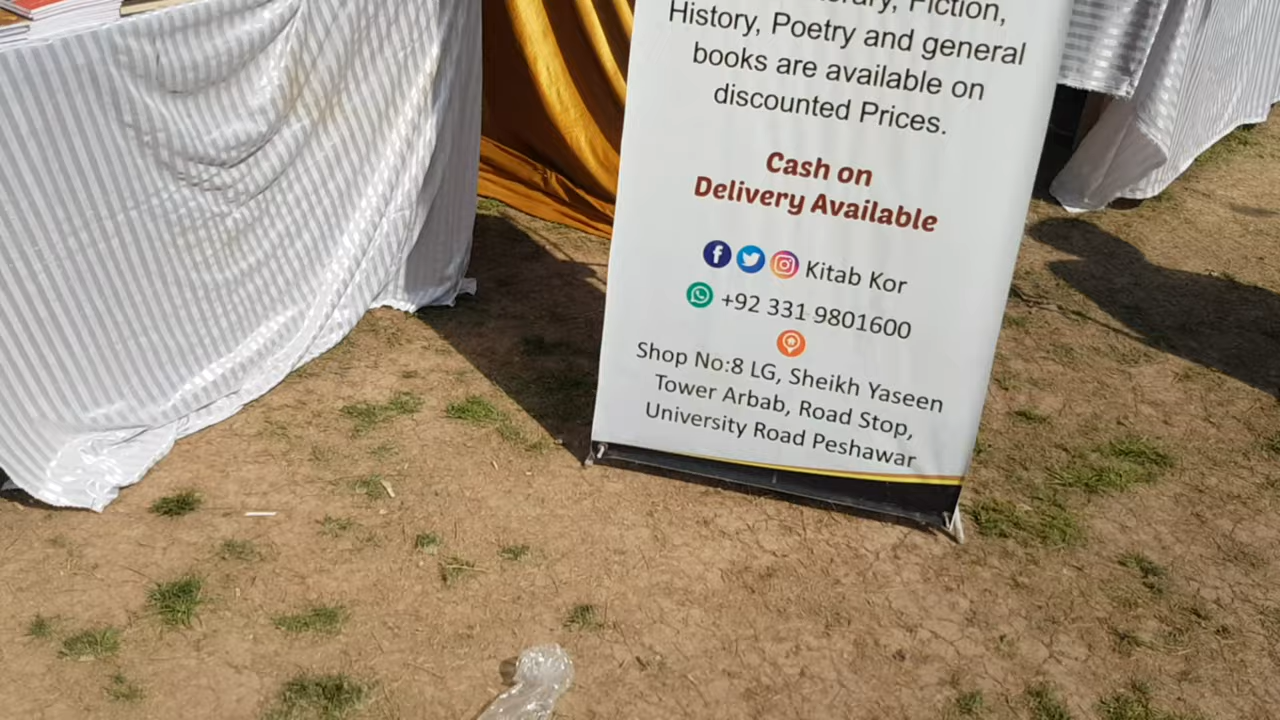 Fiction,
History, Poetry and general
books are available on
discounted Prices.
Cash on
Delivery Available
Kitab Kor
+92 331 9801600
Shop No:8 LG, Sheikh Yaseen
Tower Arbab, Road Stop,
University Road Peshawar